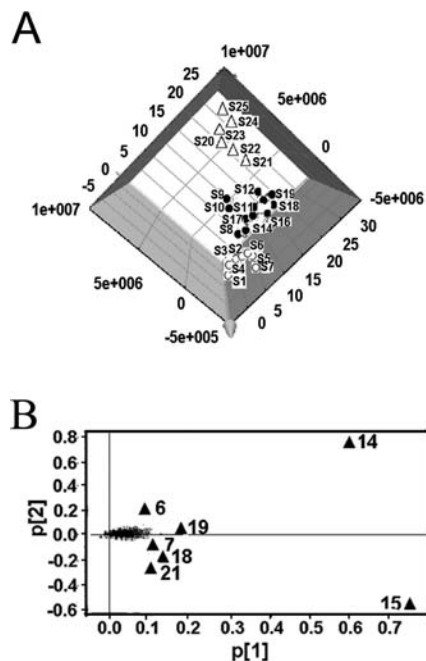 A
1e+007
25
5e+006
20
15
10
0
5
0
-5
-5e+006
1e+007
30
25
5e+006
20
15
0
10
5
-5e+005
0
S25
S24
S23
S20
S22
S21
S12
S19
S9
S10
S11
S18
S17
S16
S8
S14
S3
S2
S6
S5
S4
S7
S1
B
0.8
0.6
0.4
0.2
0.0
-0.2
-0.4
-0.6
p[2]
14
6
19
7
18
21
15
0.0
0.1
0.2
0.3
0.4
0.5
0.6
0.7
p[1]